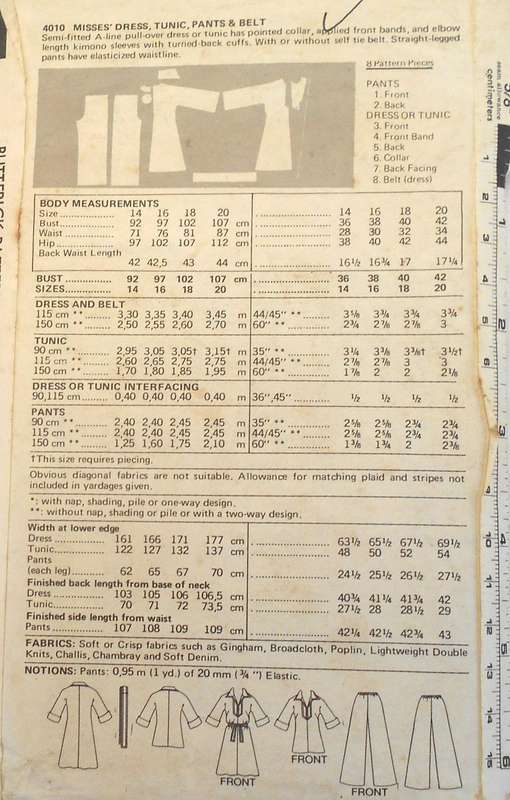 4010 MISSES' DRESS, TUNIC, PANTS & BELT
Semi-fitted A-line pull-over dress or tunic has pointed collar, applied front bands, and elbow
length kimono sleeves with turned-back cuffs. With or without self tie belt. Straight-legged
pants have elasticized waistline.
8 Pattern Pieces
PANTS
1. Front
2. Back
DRESS OR TUNIC
3. Front
4. Front Band
5. Back
6. Collar
7. Back Facing
8. Belt (dress)
BODY MEASUREMENTS
Size 14 16 18 20 14 16 18 20
Bust 92 97 102 107 cm 36 38 40 42
Waist 71 76 81 87 cm 28 30 32 34
Hip 97 102 107 112 cm 38 40 42 44
Back Waist Length
42 42,5 43 44 cm 16½ 16¾ 17 17¼
BUST 92 97 102 107 cm 36 38 40 42
SIZES 14 16 18 20 14 16 18 20
DRESS AND BELT
115 cm ** 3,30 3,35 3,40 3,45 m 44/45" ** 3⅝ 3¾ 3¾ 3¾
150 cm ** 2,50 2,55 2,60 2,70 m 60" ** 2¾ 2⅞ 2⅞ 3
TUNIC
90 cm ** 2,95 3,05 3,05† 3,15† m 35" ** 3¼ 3⅜ 3⅜† 3½†
115 cm ** 2,60 2,65 2,75 2,75 m 44/45" ** 2⅞ 2⅞ 3 3
150 cm ** 1,70 1,80 1,85 1,95 m 60" ** 1⅞ 2 2 2⅛
DRESS OR TUNIC INTERFACING
90,115 cm 0,40 0,40 0,40 0,40 m 36",45" ½ ½ ½ ½
PANTS
90 cm ** 2,40 2,40 2,45 2,45 m 35" ** 2⅝ 2⅝ 2¾ 2¾
115 cm ** 2,40 2,40 2,45 2,45 m 44/45" ** 2⅝ 2⅝ 2¾ 2¾
150 cm ** 1,25 1,60 1,75 2,10 m 60" ** 1⅜ 1¾ 2 2⅜
†This size requires piecing.
Obvious diagonal fabrics are not suitable. Allowance for matching plaid and stripes not
included in yardages given.
*: with nap, shading, pile or one-way design.
**: without nap, shading or pile or with a two-way design.
Width at lower edge
Dress 161 166 171 177 cm 63½ 65½ 67½ 69½
Tunic 122 127 132 137 cm 48 50 52 54
Pants
(each leg) 62 65 67 70 cm 24½ 25½ 26½ 27½
Finished back length from base of neck
Dress 103 105 106 106,5 cm 40¾ 41¼ 41¾ 42
Tunic 70 71 72 73,5 cm 27½ 28 28½ 29
Finished side length from waist
Pants 107 108 109 109 cm 42¼ 42½ 42¾ 43
FABRICS: Soft or Crisp fabrics such as Gingham, Broadcloth, Poplin, Lightweight Double
Knits, Challis, Chambray and Soft Denim.
NOTIONS: Pants: 0,95 m (1 yd.) of 20 mm (¾") Elastic.
FRONT
FRONT
FRONT
5/8
seam allowance
centimeters